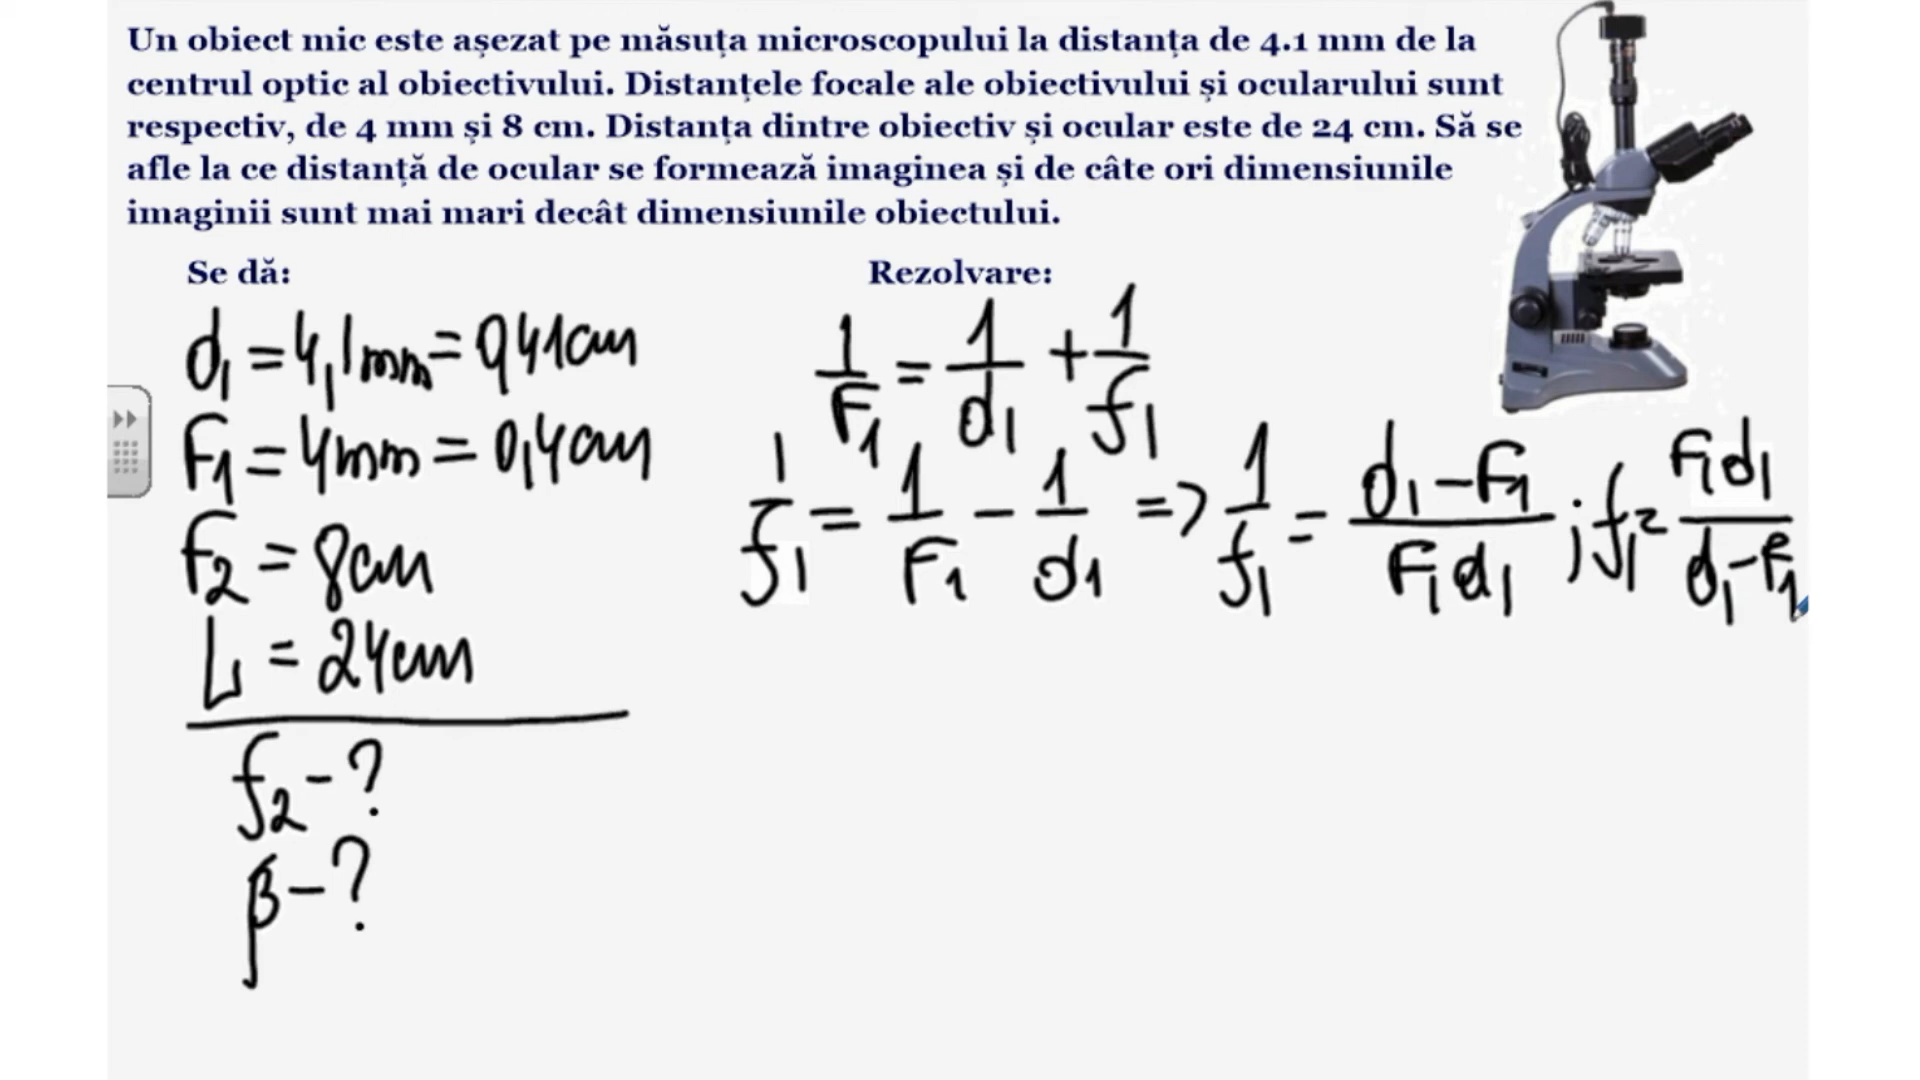 Un obiect mic este așezat pe măsuța microscopului la distanța de 4.1 mm de la
centrul optic al obiectivului. Distanțele focale ale obiectivului și ocularului sunt
respectiv, de 4 mm și 8 cm. Distanța dintre obiectiv și ocular este de 24 cm. Să se
afle la ce distanță de ocular se formează imaginea și de câte ori dimensiunile
imaginii sunt mai mari decât dimensiunile obiectului.
Se dă:
d₁ = 4,1mm = 0,41cm
F₁ = 4mm = 0,4cm
F₂ = 8cm
L = 24cm
f₂ - ?
β - ?
Rezolvare:
1/F₁ = 1/d₁ + 1/f₁
1/f₁ = 1/F₁ - 1/d₁ => 1/f₁ = (d₁ - F₁)/(F₁d₁) ; f₁ = F₁d₁/(d₁ - F₁)